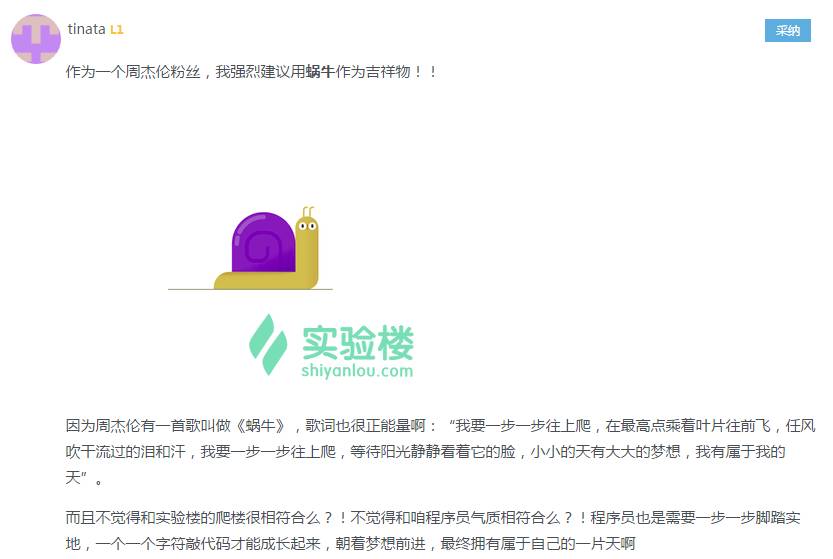 tinata L1
采纳
作为一个周杰伦粉丝，我强烈建议用蜗牛作为吉祥物！！
实验楼
shiyanlou.com
因为周杰伦有一首歌叫做《蜗牛》，歌词也很正能量啊：“我要一步一步往上爬，在最高点乘着叶片往前飞，任风
吹干流过的泪和汗，我要一步一步往上爬，等待阳光静静看着它的脸，小小的天有大大的梦想，我有属于我的
天”。
而且不觉得和实验楼的爬楼很相符合么？！不觉得和咱程序员气质相符合么？！程序员也是需要一步一步脚踏实
地，一个一个字符敲代码才能成长起来，朝着梦想前进，最终拥有属于自己的一片天啊